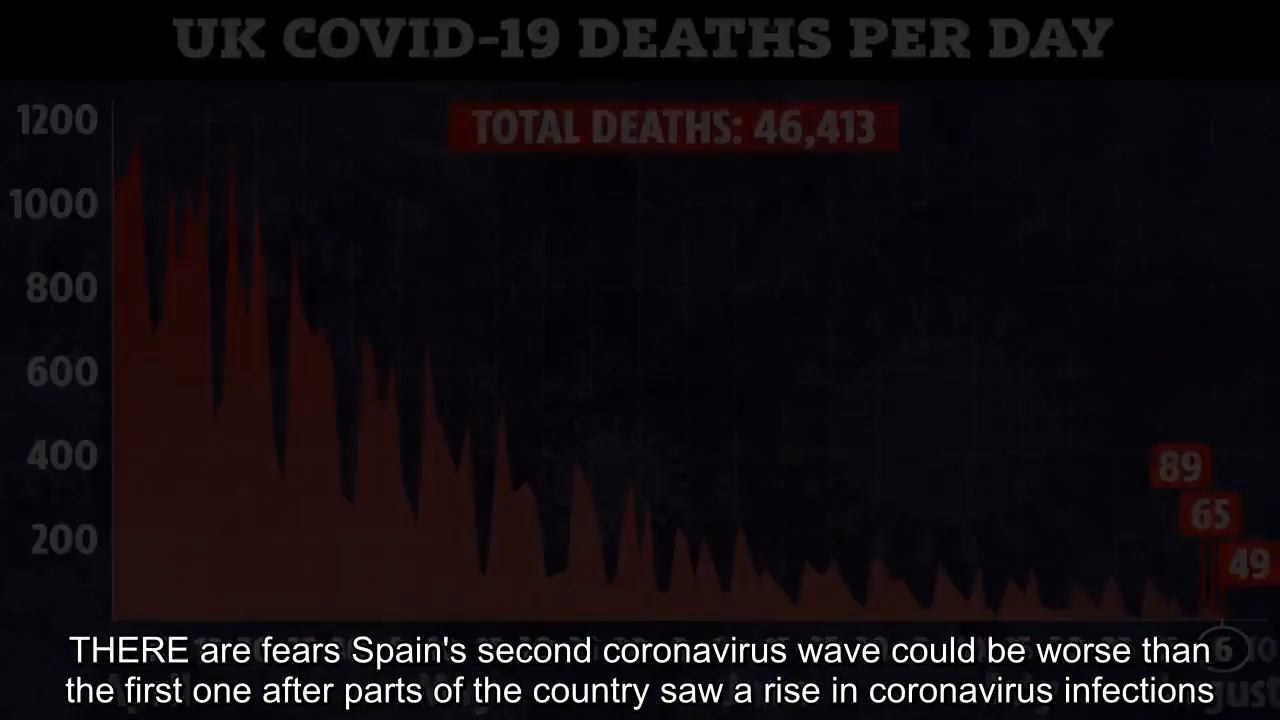 UK COVID-19 DEATHS PER DAY
TOTAL DEATHS: 46,413
1200
1000
800
600
400
200
89
65
49
6
THERE are fears Spain's second coronavirus wave could be worse than
the first one after parts of the country saw a rise in coronavirus infections